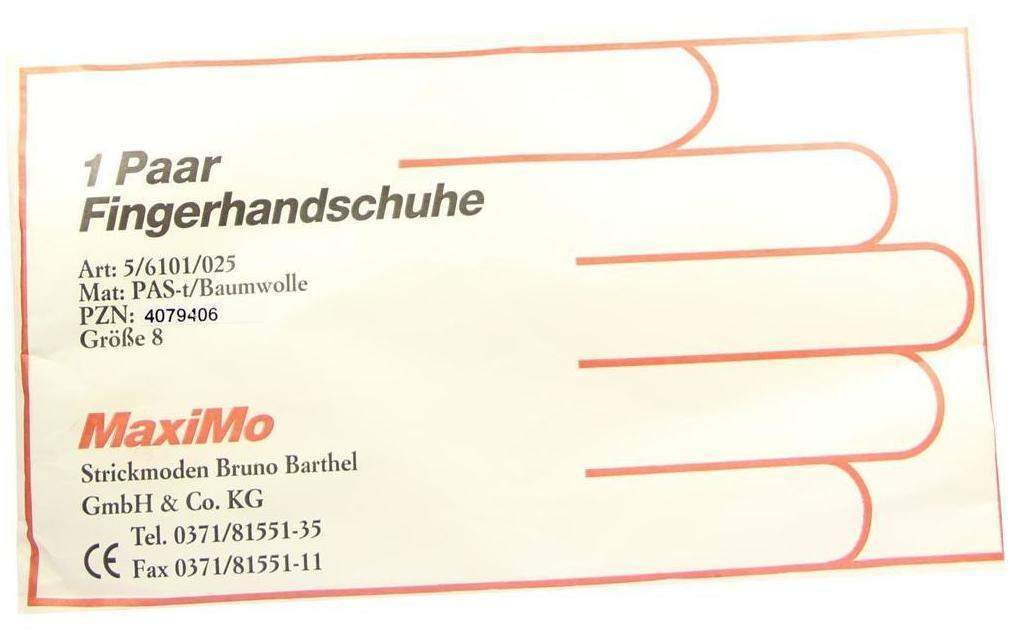 1 Paar
Fingerhandschuhe
Art: 5/6101/025
Mat: PAS-t/Baumwolle
PZN: 4079406
Größe 8
MaxiMo
Strickmoden Bruno Barthel
GmbH & Co. KG
Tel. 0371/81551-35
CE Fax 0371/81551-11